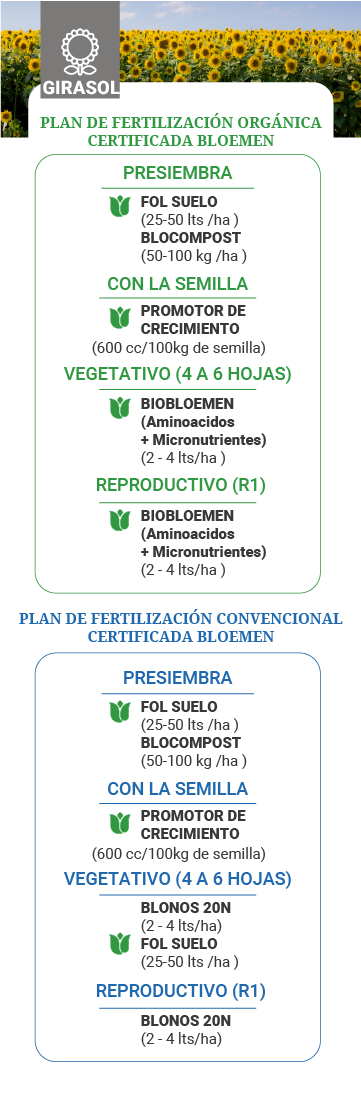 GIRASOL
PLAN DE FERTILIZACIÓN ORGÁNICA
CERTIFICADA BLOEMEN
PRESIEMBRA
FOL SUELO
(25-50 lts /ha )
BLOCOMPOST
(50-100 kg /ha )
CON LA SEMILLA
PROMOTOR DE
CRECIMIENTO
(600 cc/100kg de semilla)
VEGETATIVO (4 A 6 HOJAS)
BIOBLOEMEN
(Aminoacidos
+ Micronutrientes)
(2 - 4 lts/ha )
REPRODUCTIVO (R1)
BIOBLOEMEN
(Aminoacidos
+ Micronutrientes)
(2 - 4 lts/ha )
PLAN DE FERTILIZACIÓN CONVENCIONAL
CERTIFICADA BLOEMEN
PRESIEMBRA
FOL SUELO
(25-50 lts /ha )
BLOCOMPOST
(50-100 kg /ha )
CON LA SEMILLA
PROMOTOR DE
CRECIMIENTO
(600 cc/100kg de semilla)
VEGETATIVO (4 A 6 HOJAS)
BLONOS 20N
(2 - 4 lts/ha)
FOL SUELO
(25-50 lts /ha )
REPRODUCTIVO (R1)
BLONOS 20N
(2 - 4 lts/ha)